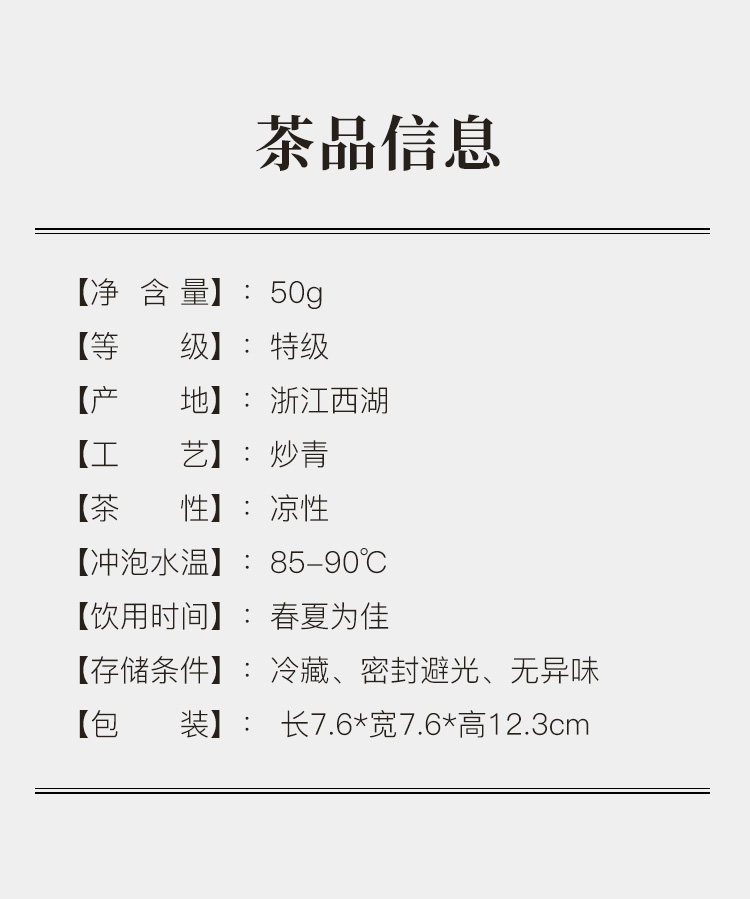 茶品信息
【净含量】：50g
【等级】：特级
【产地】：浙江西湖
【工艺】：炒青
【茶性】：凉性
【冲泡水温】：85–90℃
【饮用时间】：春夏为佳
【存储条件】：冷藏、密封避光、无异味
【包装】：长7.6*宽7.6*高12.3cm